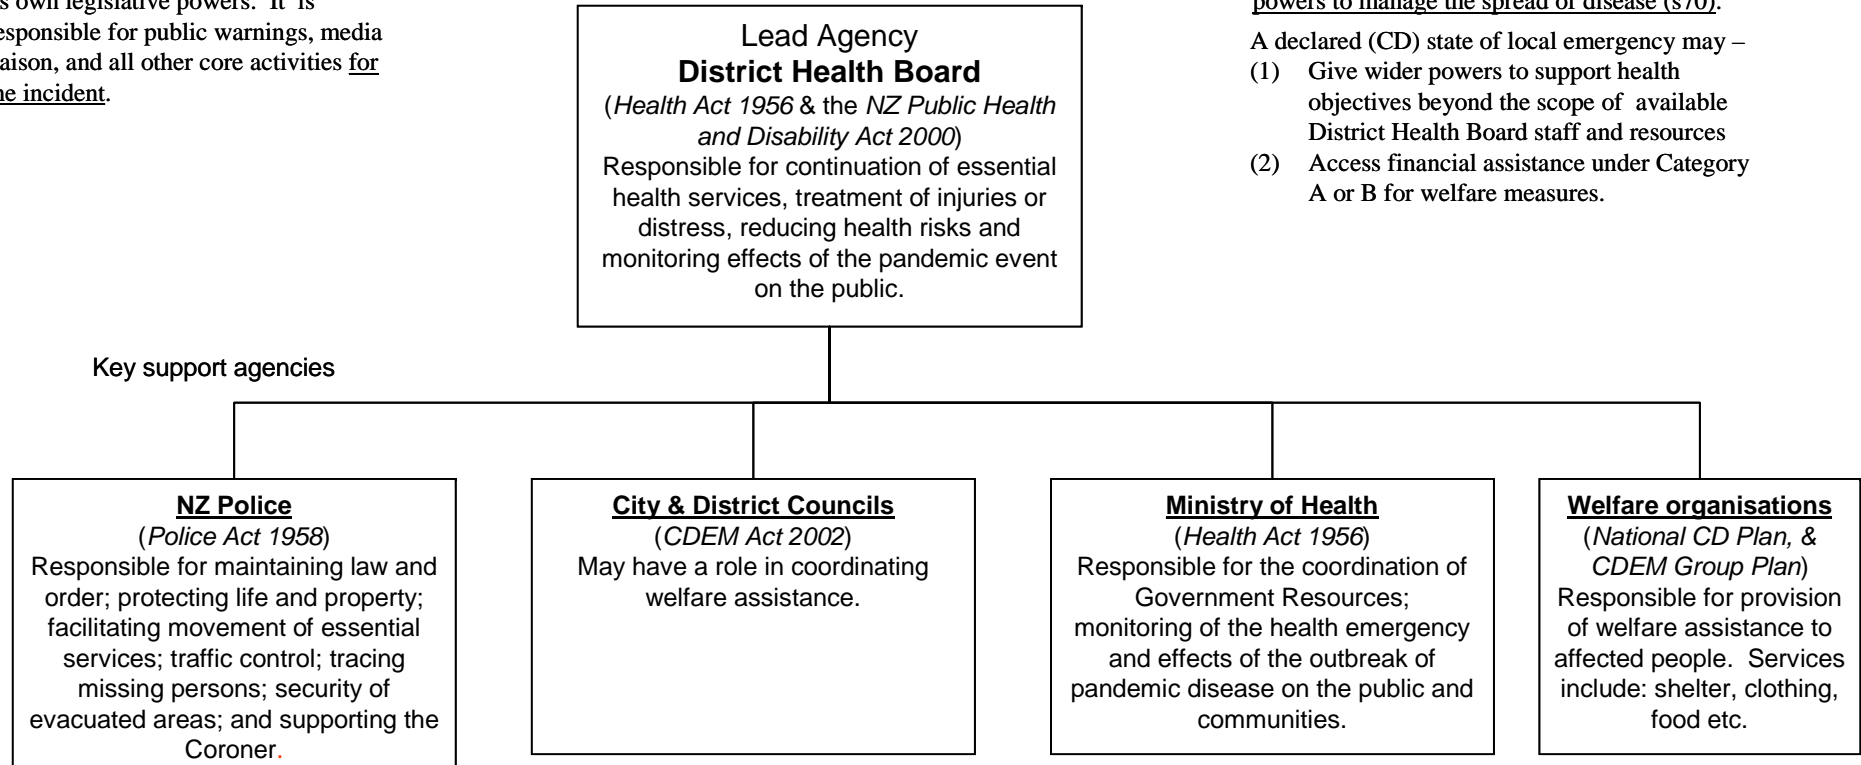 s own legislative powers. It is
esponsible for public warnings, media
aison, and all other core activities for
he incident.
Lead Agency
District Health Board
(Health Act 1956 & the NZ Public Health
and Disability Act 2000)
Responsible for continuation of essential
health services, treatment of injuries or
distress, reducing health risks and
monitoring effects of the pandemic event
on the public.
powers to manage the spread of disease (s70).
A declared (CD) state of local emergency may –
(1) Give wider powers to support health
objectives beyond the scope of available
District Health Board staff and resources
(2) Access financial assistance under Category
A or B for welfare measures.
Key support agencies
NZ Police
(Police Act 1958)
Responsible for maintaining law and
order; protecting life and property;
facilitating movement of essential
services; traffic control; tracing
missing persons; security of
evacuated areas; and supporting the
Coroner.
City & District Councils
(CDEM Act 2002)
May have a role in coordinating
welfare assistance.
Ministry of Health
(Health Act 1956)
Responsible for the coordination of
Government Resources;
monitoring of the health emergency
and effects of the outbreak of
pandemic disease on the public and
communities.
Welfare organisations
(National CD Plan, &
CDEM Group Plan)
Responsible for provision
of welfare assistance to
affected people. Services
include: shelter, clothing,
food etc.